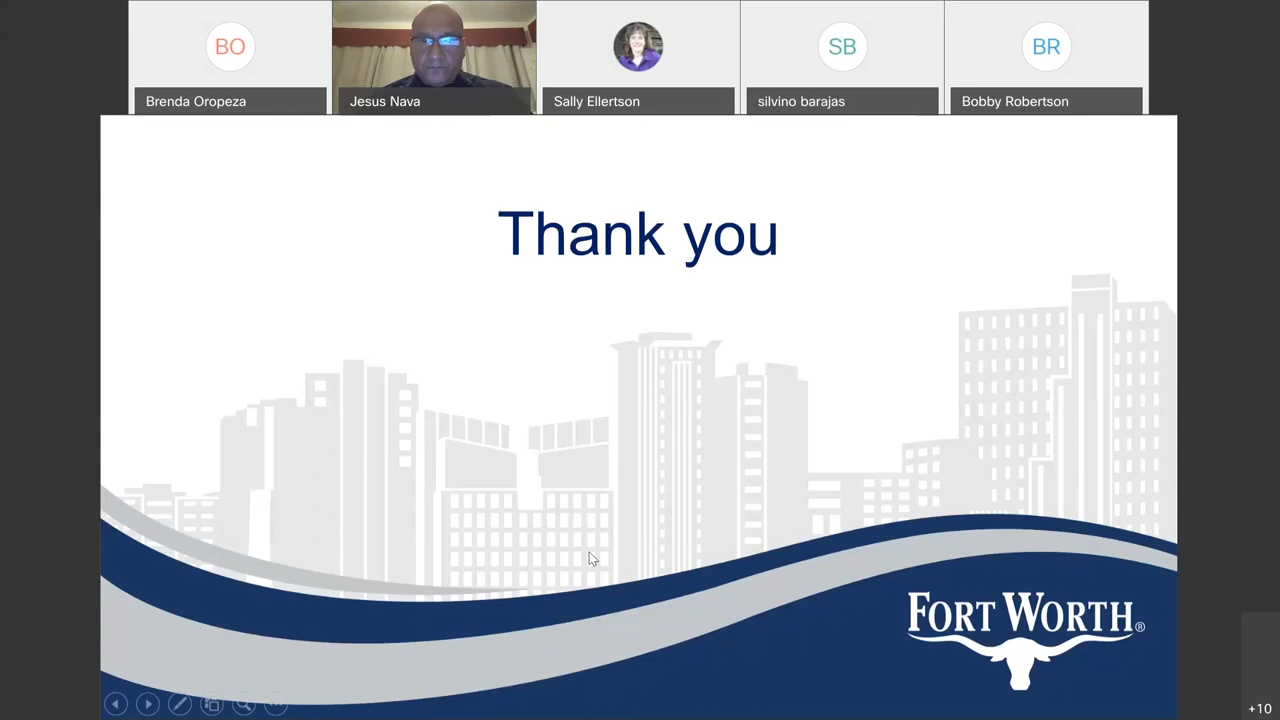 BO
SB
BR
Brenda Oropeza
Jesus Nava
Sally Ellertson
silvino barajas
Bobby Robertson
Thank you
FORT WORTH®
+10